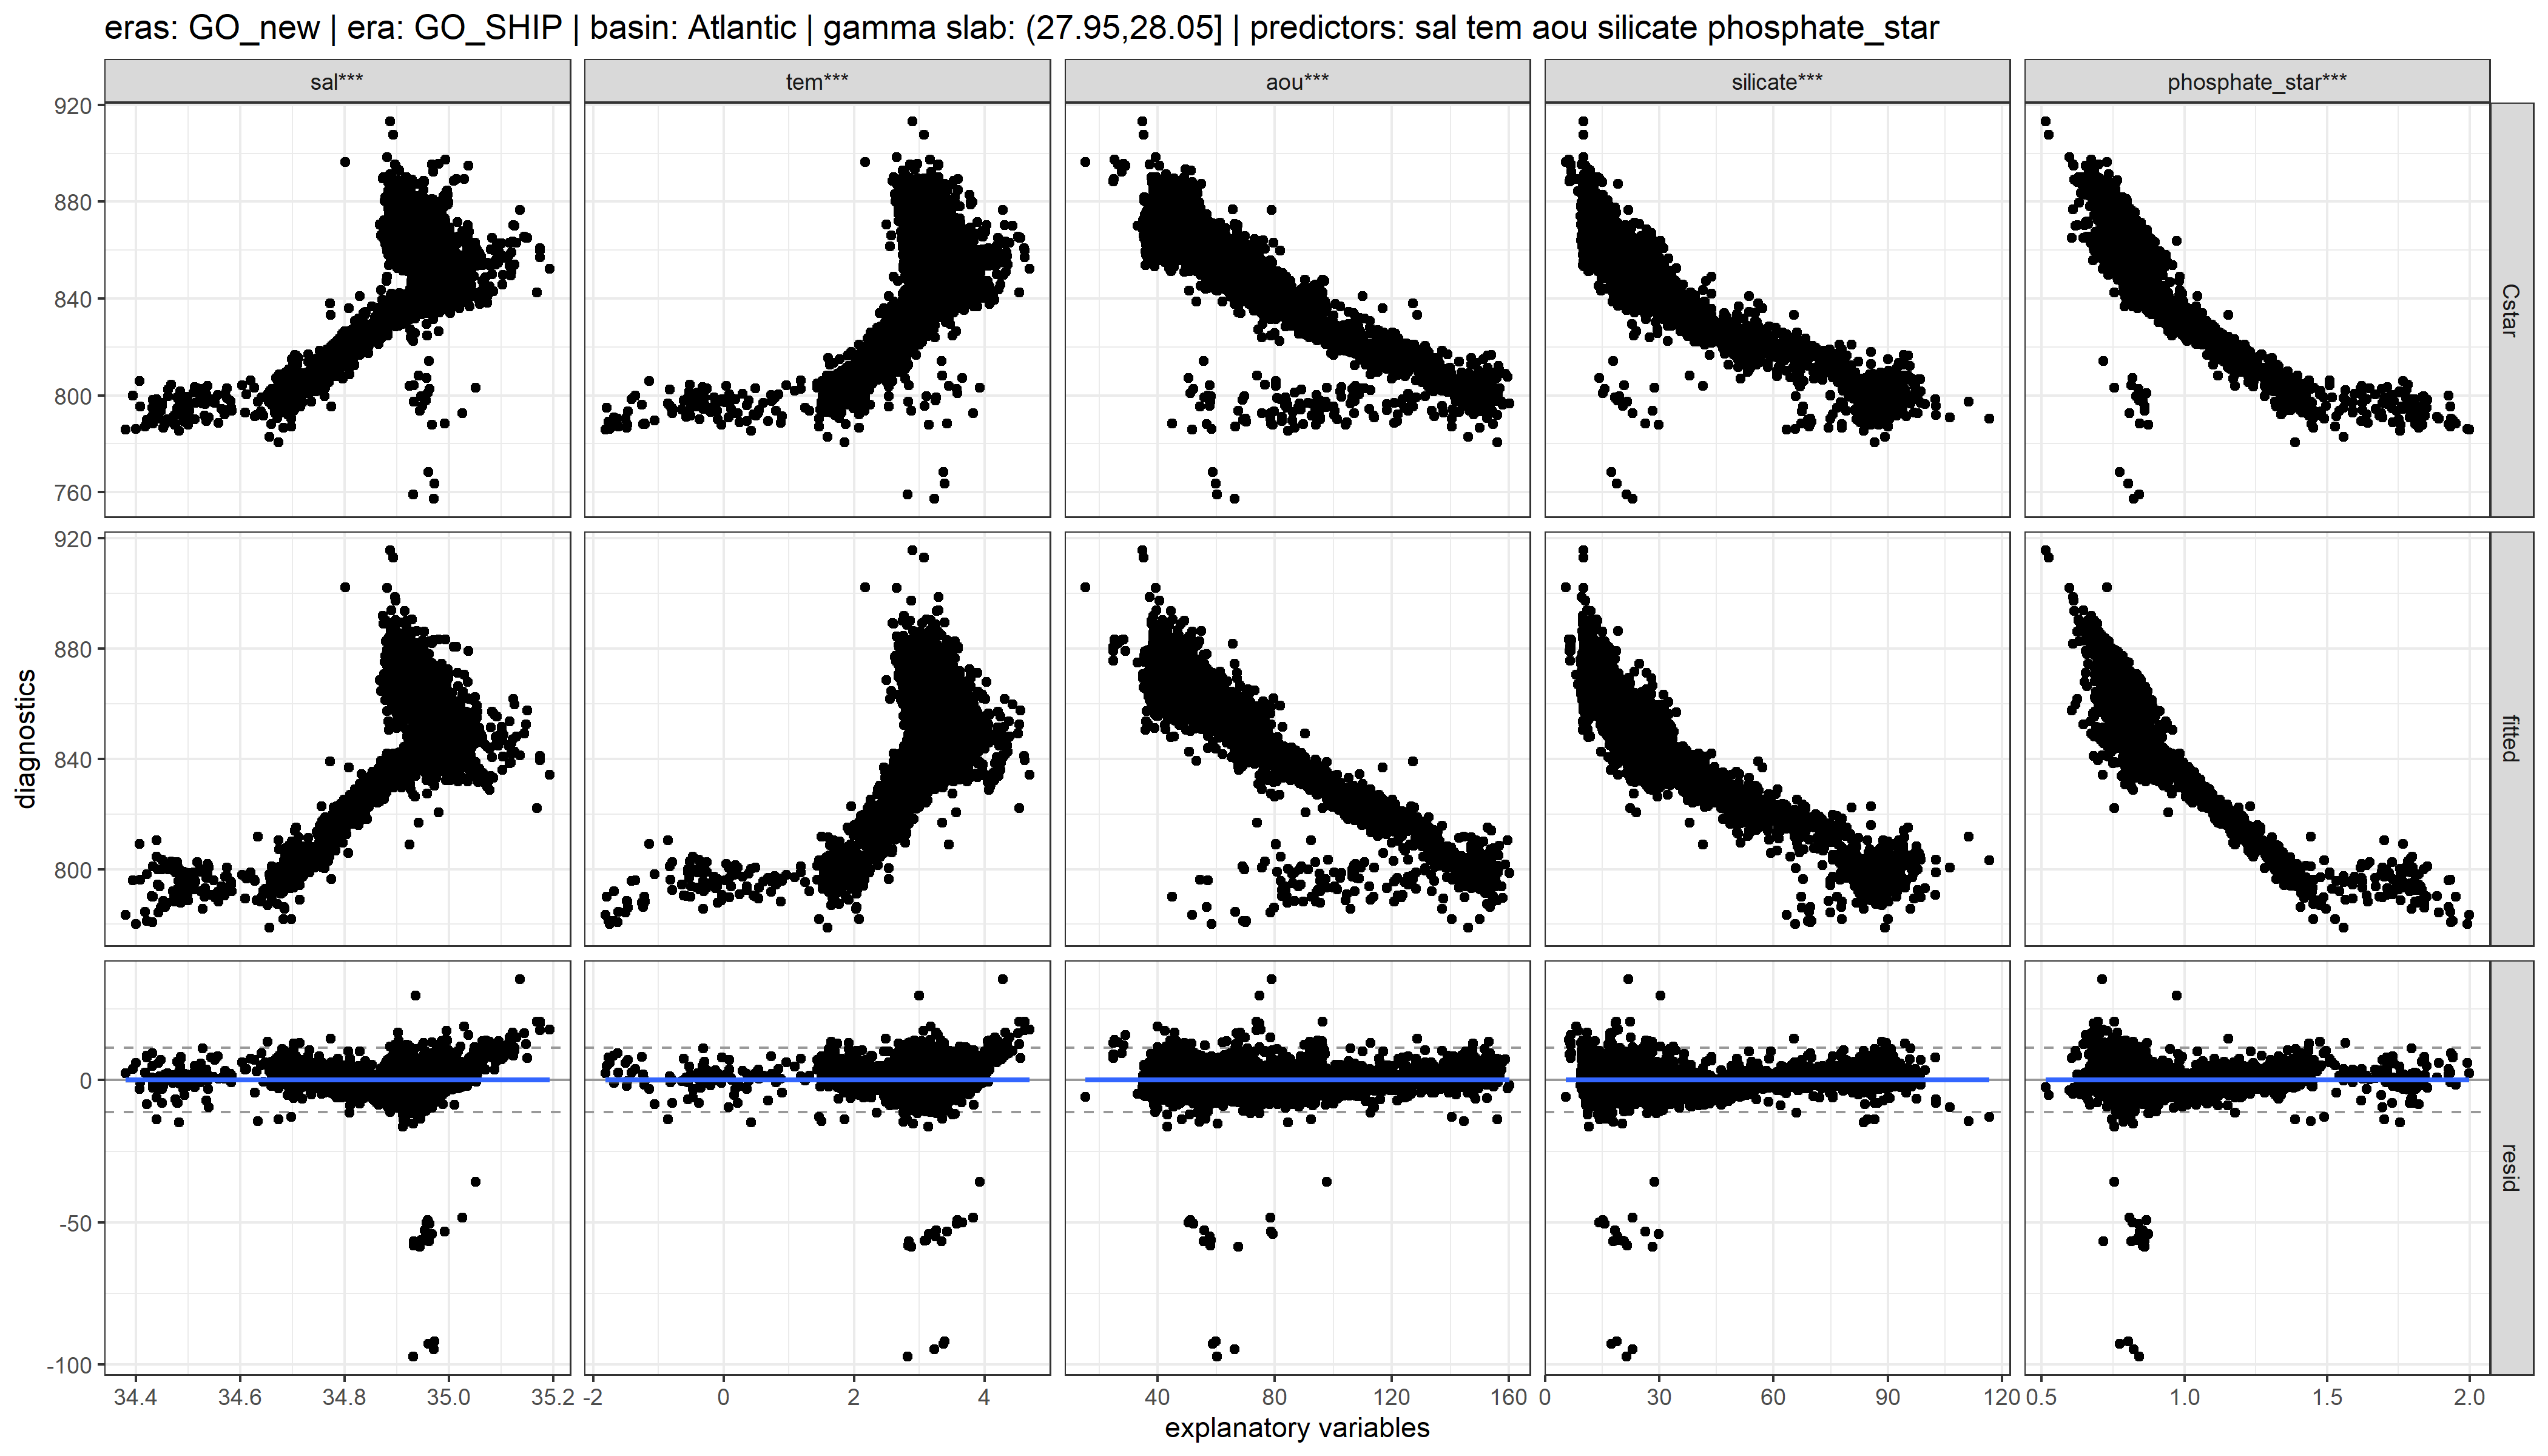 eras: GO_new | era: GO_SHIP | basin: Atlantic | gamma slab: (27.95,28.05] | predictors: sal tem aou silicate phosphate_star
sal*** tem*** aou*** silicate*** phosphate_star***
920
880
840
800
760
Cstar
920
880
840
800
fitted
diagnostics
0
-50
-100
resid
34.4 34.6 34.8 35.0 35.2 -2 0 2 4 40 80 120 160 0 30 60 90 120 0.5 1.0 1.5 2.0
explanatory variables